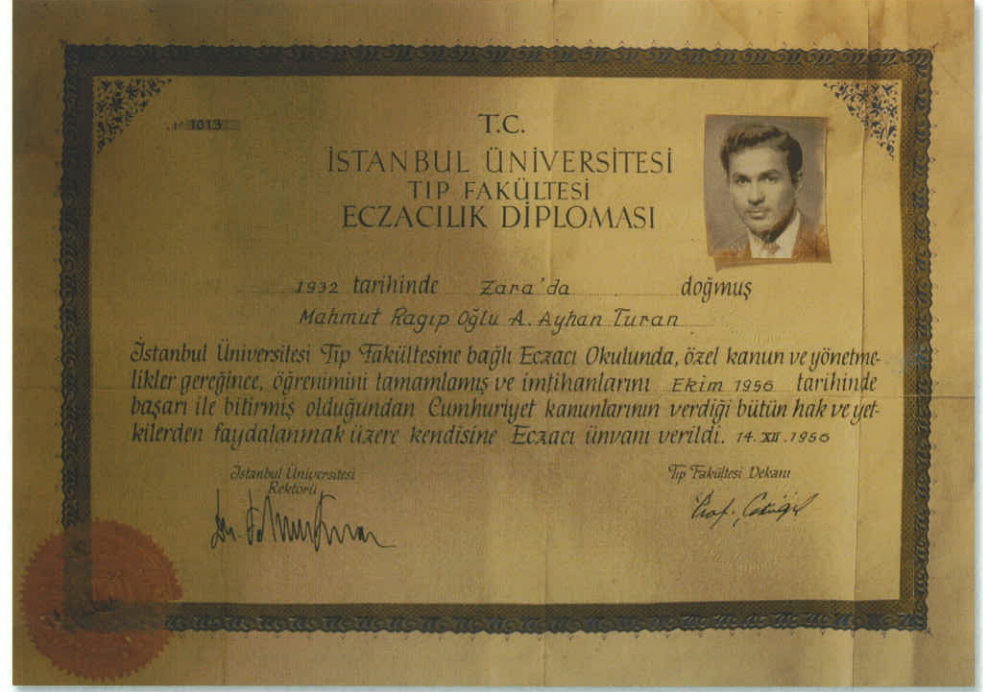 1013
T.C.
İSTANBUL ÜNİVERSİTESİ
TIP FAKÜLTESİ
ECZACILIK DİPLOMASI
1932 tarihinde Zara'da doğmuş
Mahmut Ragıp Oğlu A. Ayhan Turan
İstanbul Üniversitesi Tıp Fakültesine bağlı Eczacı Okulunda, özel kanun ve yönetme-
likler gereğince, öğrenimini tamamlamış ve imtihanlarını Ekim 1956 tarihinde
başarı ile bitirmiş olduğundan Cumhuriyet kanunlarının verdiği bütün hak ve yet-
kilerden faydalanmak üzere kendisine Eczacı ünvanı verildi. 14.XII.1956
İstanbul Üniversitesi
Rektörü
Tıp Fakültesi Dekanı
Prof.